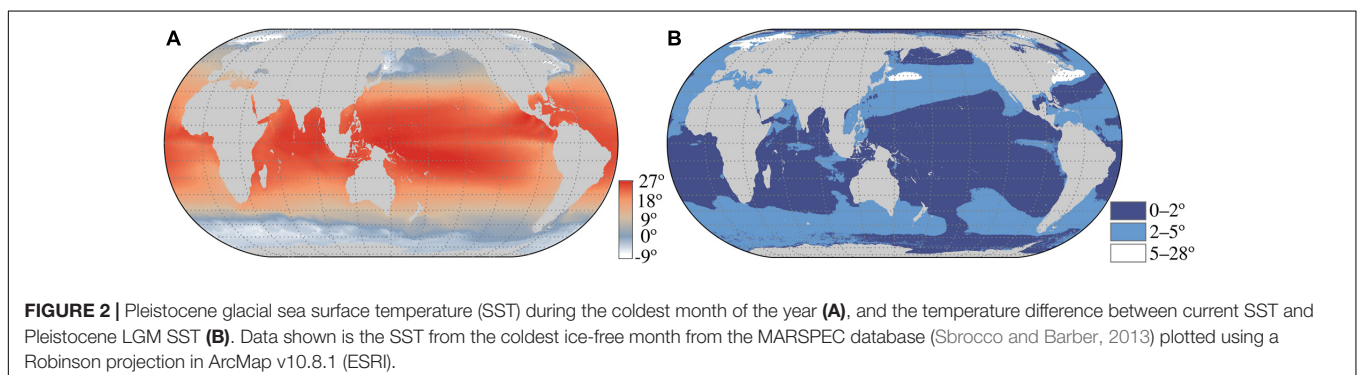 A
B
27°
18°
9°
0°
-9°
0–2°
2–5°
5–28°
FIGURE 2 | Pleistocene glacial sea surface temperature (SST) during the coldest month of the year (A), and the temperature difference between current SST and
Pleistocene LGM SST (B). Data shown is the SST from the coldest ice-free month from the MARSPEC database (Sbrocco and Barber, 2013) plotted using a
Robinson projection in ArcMap v10.8.1 (ESRI).